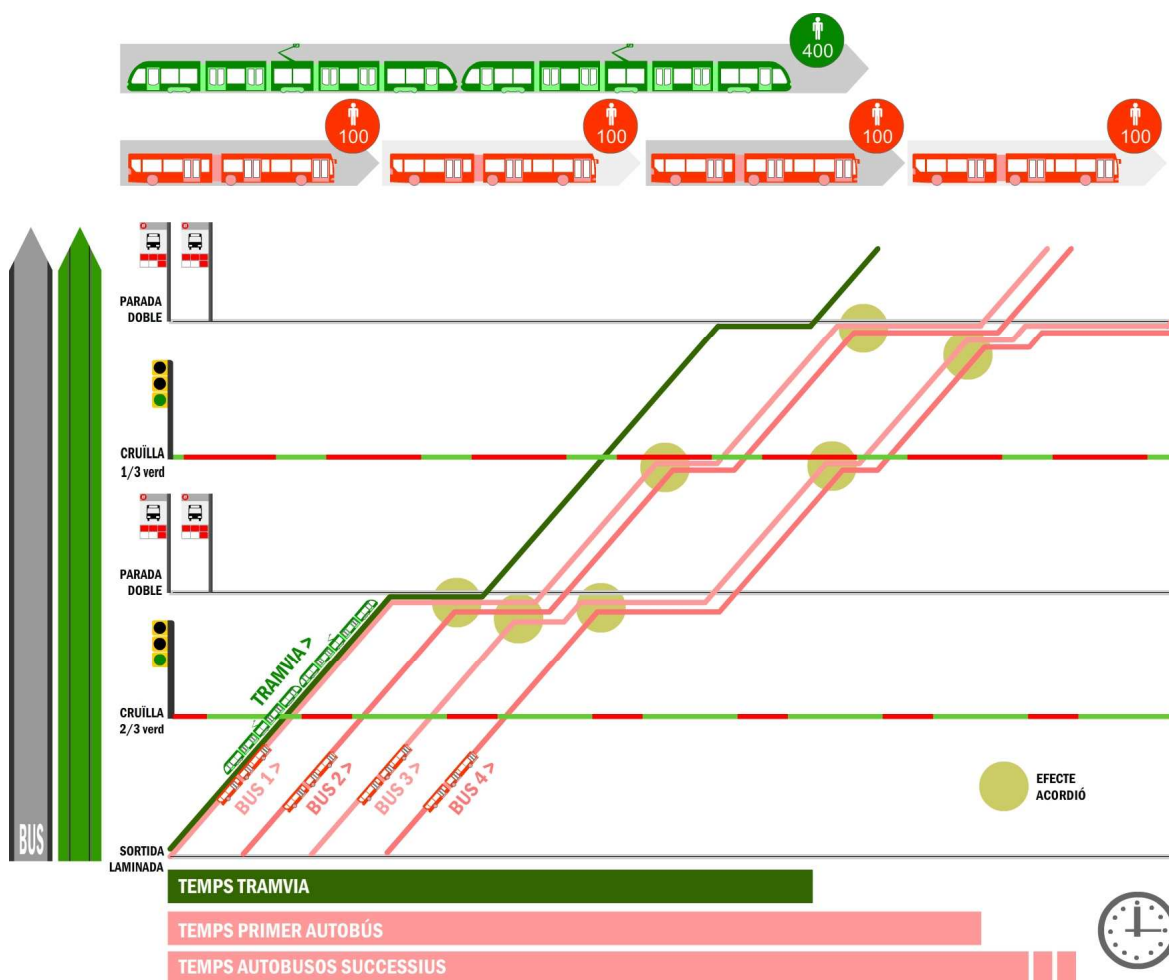 400
100
100
100
100
PARADA
DOBLE
CRUÏLLA
1/3 verd
PARADA
DOBLE
TRAMVIA >
CRUÏLLA
2/3 verd
BUS 1 >
BUS 2 >
BUS 3 >
BUS 4 >
EFECTE
ACORDIÓ
BUS
SORTIDA
LAMINADA
TEMPS TRAMVIA
TEMPS PRIMER AUTOBÚS
TEMPS AUTOBUSOS SUCCESSIUS